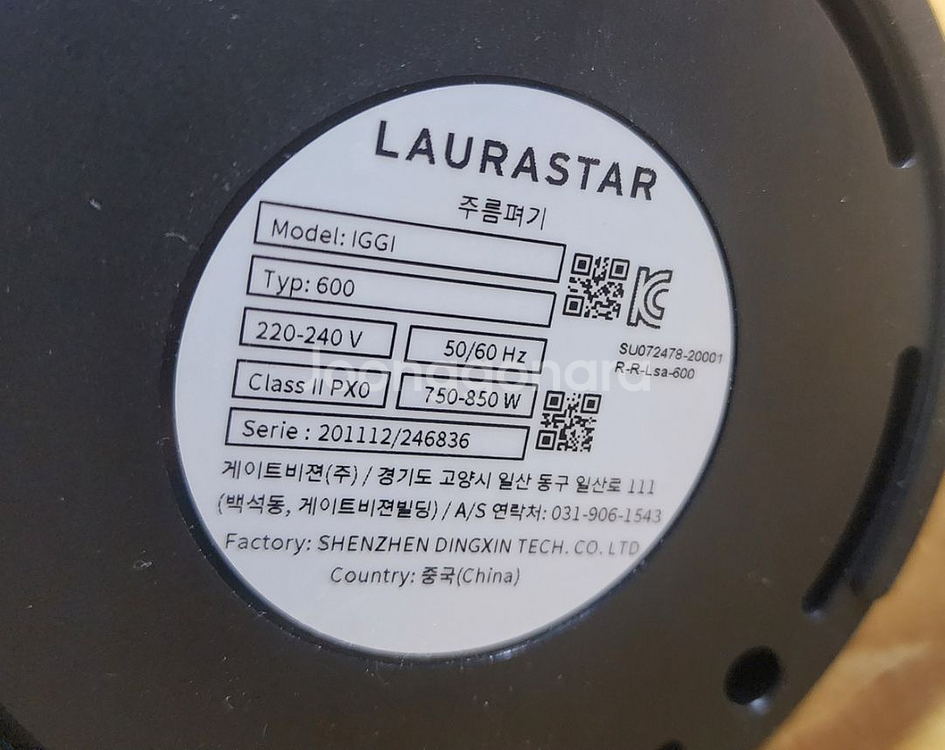 LAURASTAR
주름펴기
Model: IGGI
Typ: 600
220-240 V 50/60 Hz
SU072478-20001
R-R-Lsa-600
Class II PX0 750-850 W
Serie : 201112/246836
게이트비젼(주) / 경기도 고양시 일산 동구 일산로 111
(백석동, 게이트비젼빌딩) / A/S 연락처: 031-906-1543
Factory: SHENZHEN DINGXIN TECH. CO. LTD
Country: 중국(China)